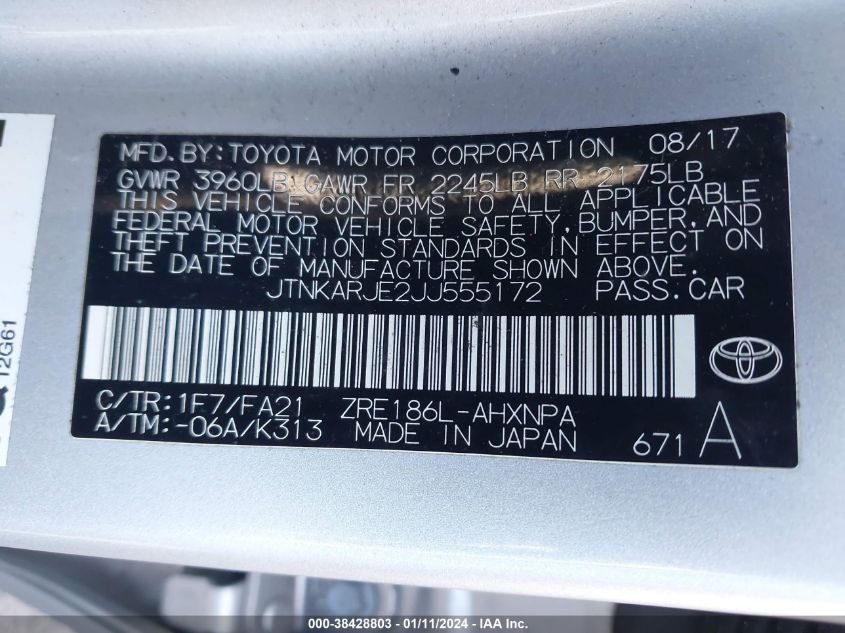 MFD.BY:TOYOTA MOTOR CORPORATION 08/17
GVWR 3960LB GAWR FR 2245LB RR 2175LB
THIS VEHICLE CONFORMS TO ALL APPLICABLE
FEDERAL MOTOR VEHICLE SAFETY,BUMPER,AND
THEFT PREVENTION STANDARDS IN EFFECT ON
THE DATE OF MANUFACTURE SHOWN ABOVE.
JTNKARJE2JJ555172 PASS.CAR
C/TR:1F7/FA21 ZRE186L-AHXNPA
A/TM:-06A/K313 MADE IN JAPAN 671 A
12G61
000-38428803 - 01/11/2024 - IAA Inc.